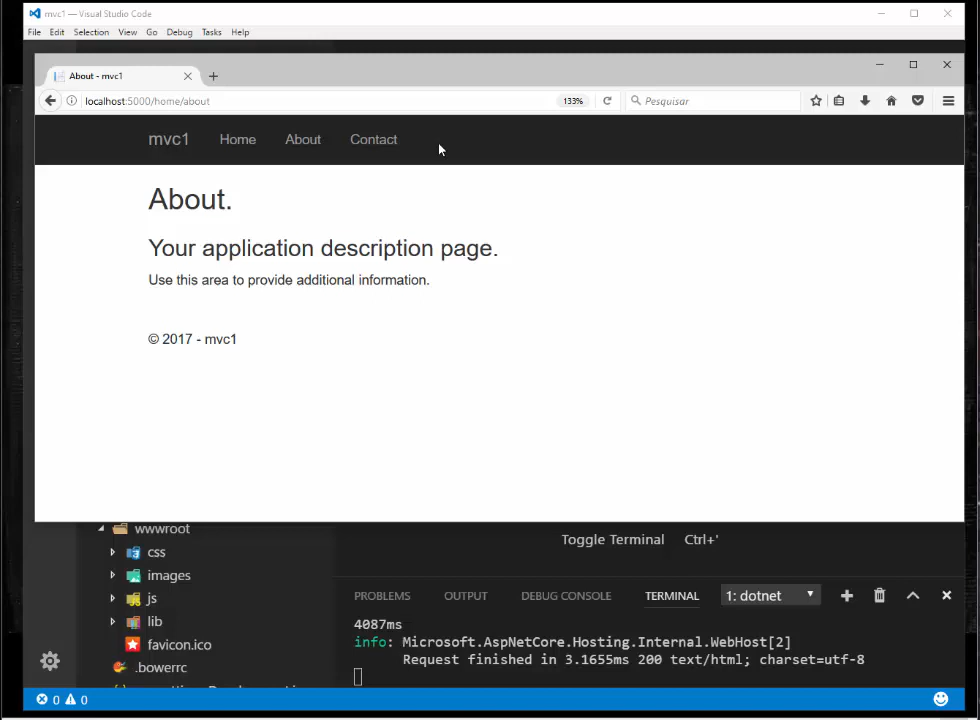 mvc1 — Visual Studio Code
File Edit Selection View Go Debug Tasks Help
About - mvc1
localhost:5000/home/about 133% Pesquisar
mvc1 Home About Contact
About.
Your application description page.
Use this area to provide additional information.
© 2017 - mvc1
wwwroot
css
images
js
lib
favicon.ico
.bowerrc
Toggle Terminal Ctrl+'
PROBLEMS OUTPUT DEBUG CONSOLE TERMINAL 1: dotnet
4087ms
info: Microsoft.AspNetCore.Hosting.Internal.WebHost[2]
Request finished in 3.1655ms 200 text/html; charset=utf-8
0 0